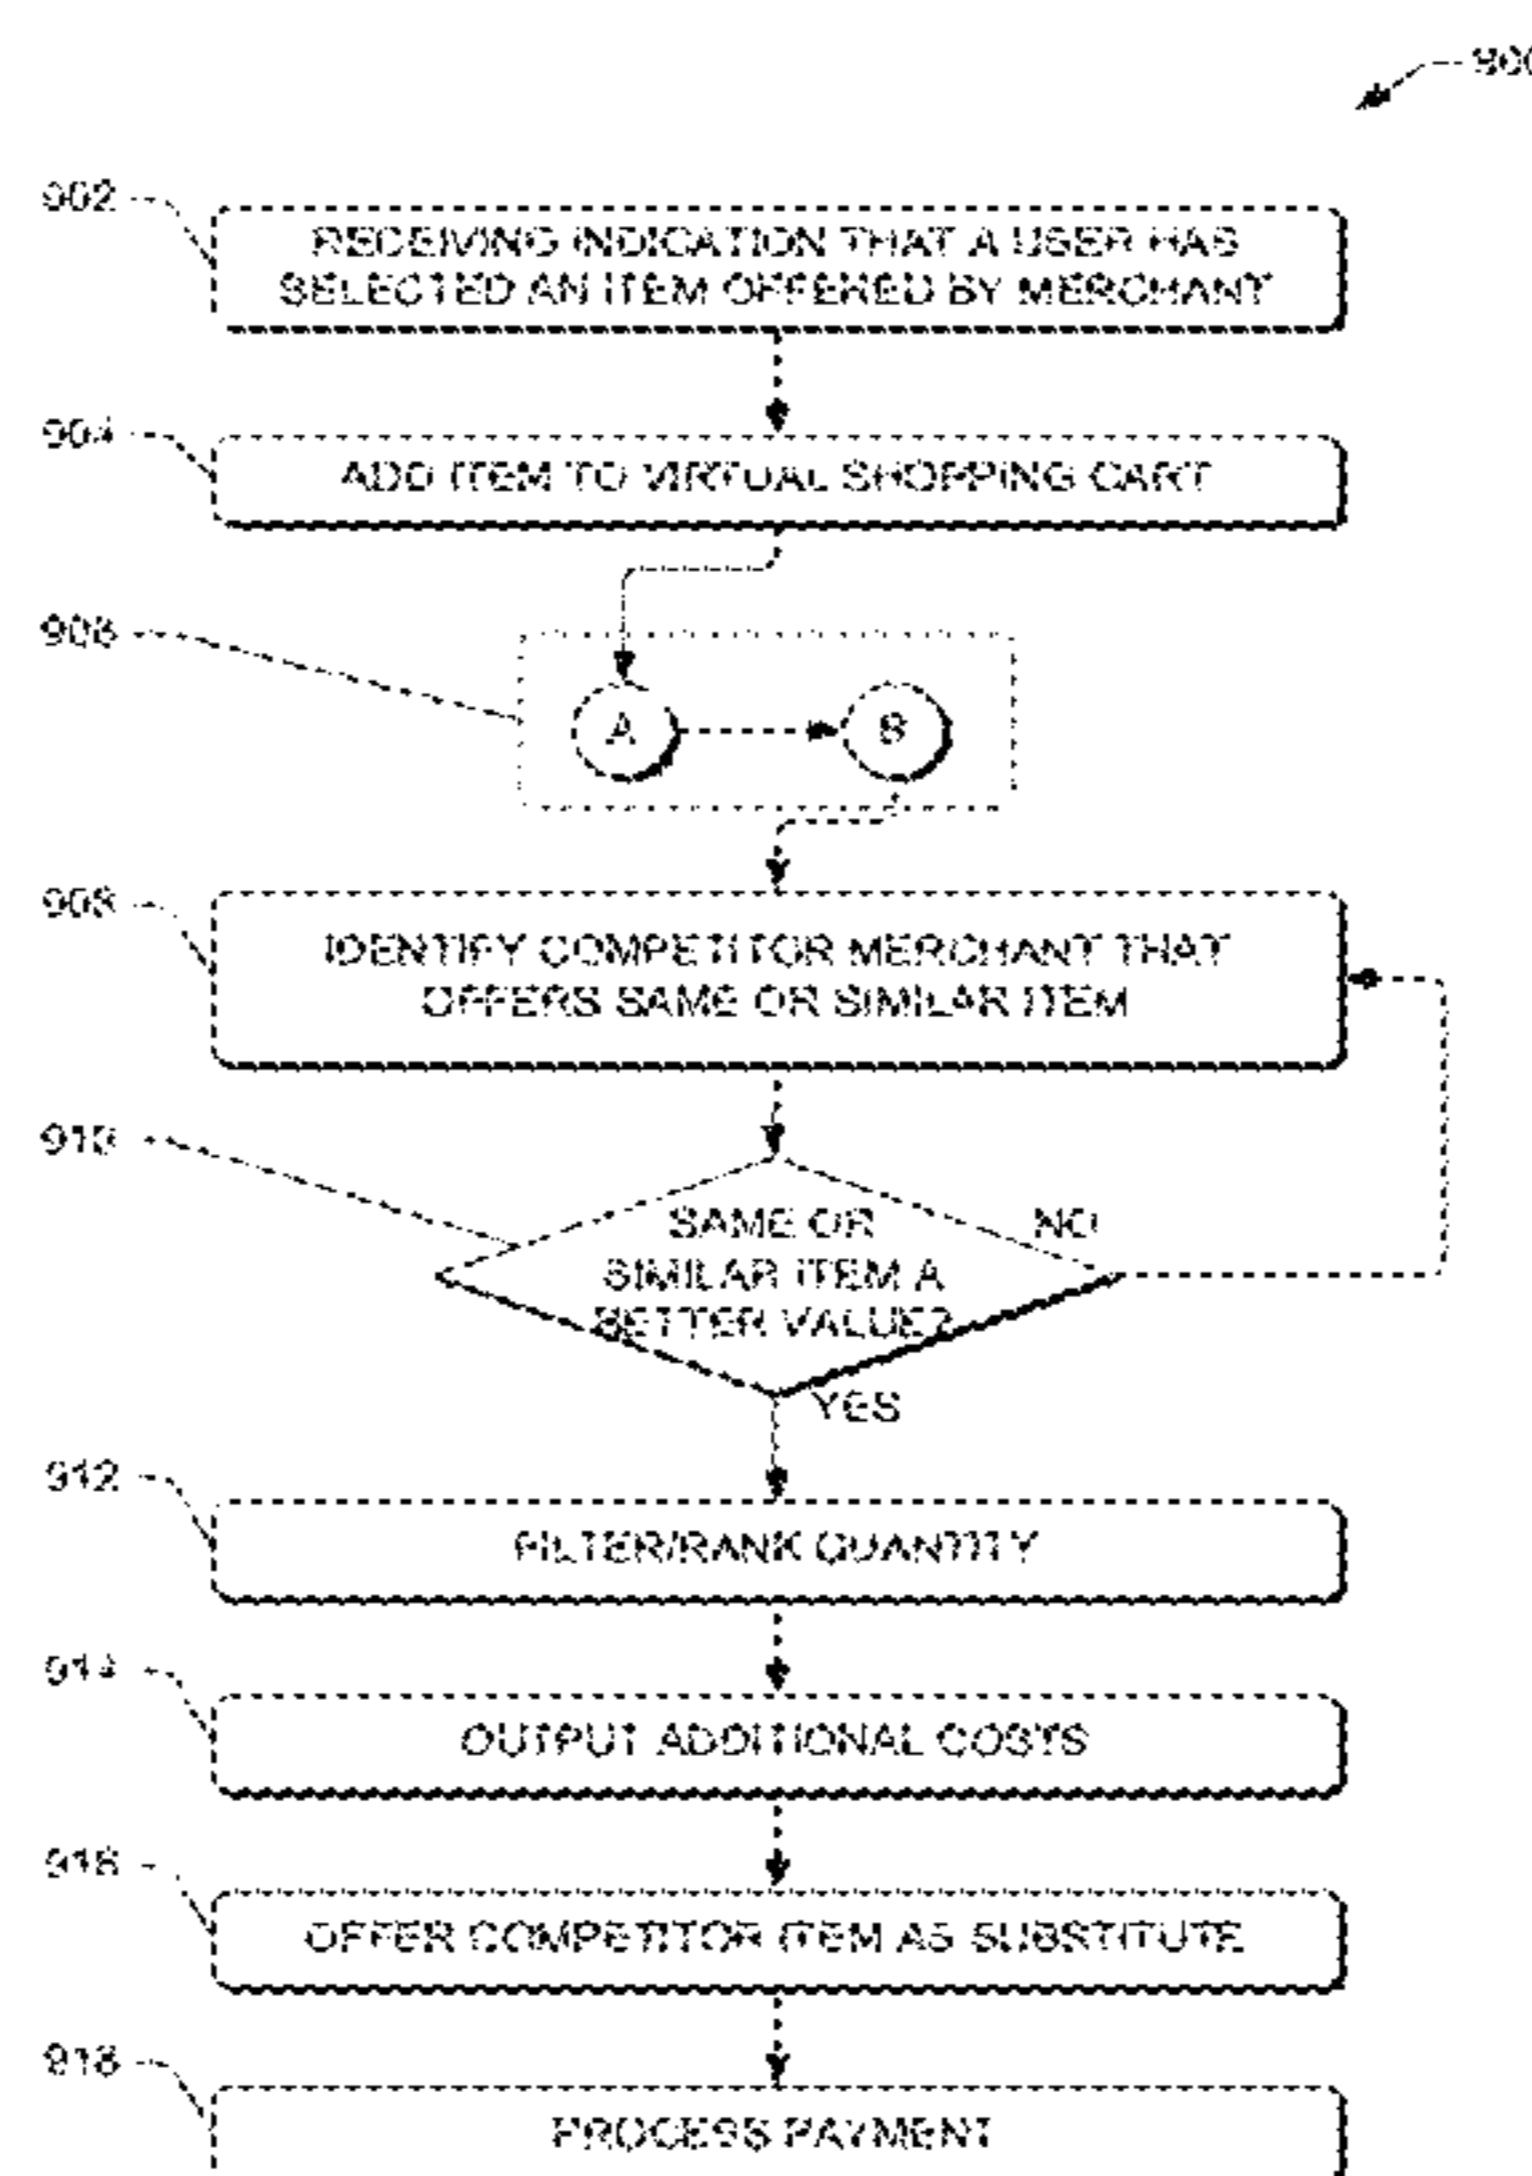 900
902
RECEIVING INDICATION THAT A USER HAS
SELECTED AN ITEM OFFERED BY MERCHANT
904
ADD ITEM TO VIRTUAL SHOPPING CART
906
A
B
908
IDENTIFY COMPETITOR MERCHANT THAT
OFFERS SAME OR SIMILAR ITEM
910
SAME OR
SIMILAR ITEM A
BETTER VALUE?
NO
YES
912
FILTER/RANK QUANTITY
914
OUTPUT ADDITIONAL COSTS
916
OFFER COMPETITOR ITEM AS SUBSTITUTE
918
PROCESS PAYMENT